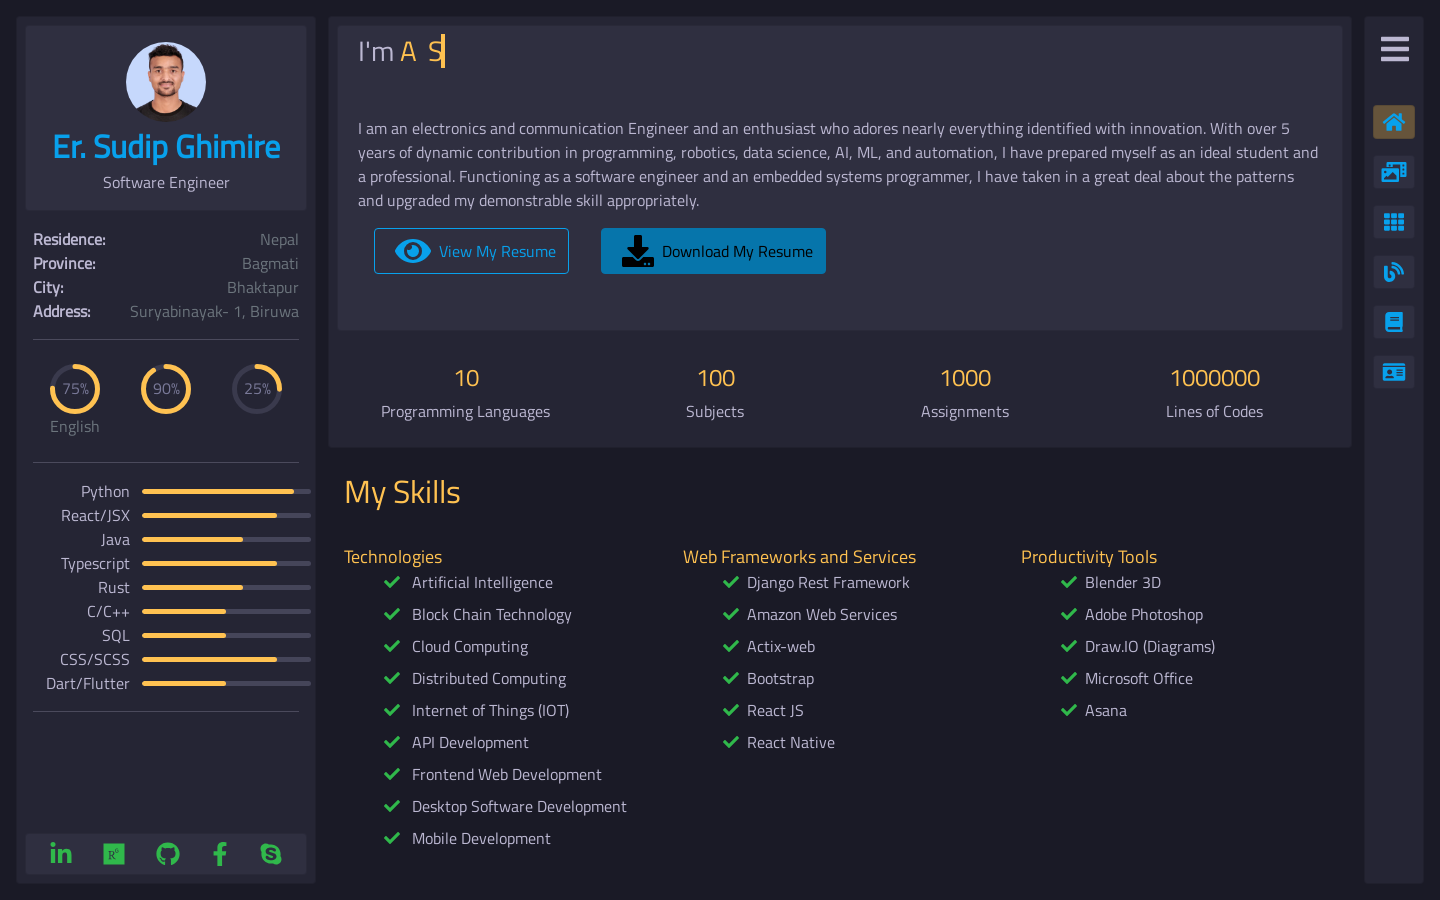 Er. Sudip Ghimire
Software Engineer
Residence: Nepal
Province: Bagmati
City: Bhaktapur
Address: Suryabinayak- 1, Biruwa
75% 90% 25%
English
Python
React/JSX
Java
Typescript
Rust
C/C++
SQL
CSS/SCSS
Dart/Flutter
in R G f S
I'm A S
I am an electronics and communication Engineer and an enthusiast who adores nearly everything identified with innovation. With over 5
years of dynamic contribution in programming, robotics, data science, AI, ML, and automation, I have prepared myself as an ideal student and
a professional. Functioning as a software engineer and an embedded systems programmer, I have taken in a great deal about the patterns
and upgraded my demonstrable skill appropriately.
View My Resume Download My Resume
10 100 1000 1000000
Programming Languages Subjects Assignments Lines of Codes
My Skills
Technologies
Artificial Intelligence
Block Chain Technology
Cloud Computing
Distributed Computing
Internet of Things (IOT)
API Development
Frontend Web Development
Desktop Software Development
Mobile Development
Web Frameworks and Services
Django Rest Framework
Amazon Web Services
Actix-web
Bootstrap
React JS
React Native
Productivity Tools
Blender 3D
Adobe Photoshop
Draw.IO (Diagrams)
Microsoft Office
Asana